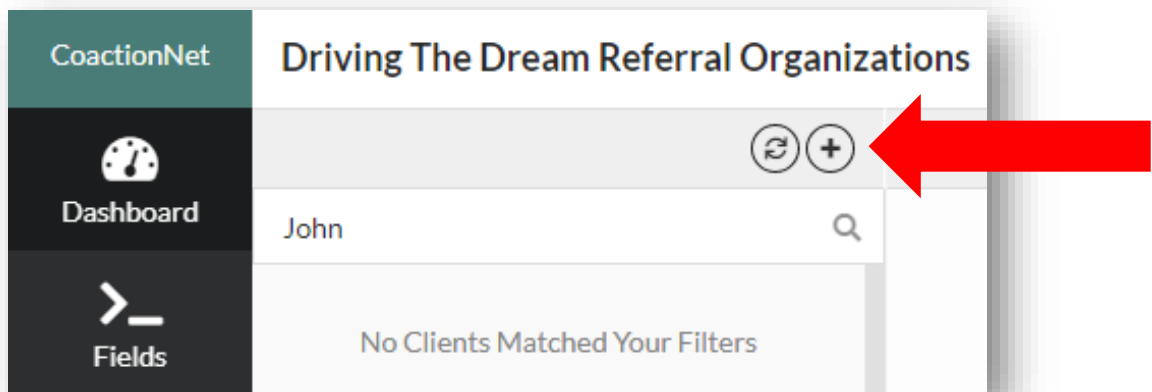 CoactionNet
Driving The Dream Referral Organizations
Dashboard
John
Fields
No Clients Matched Your Filters